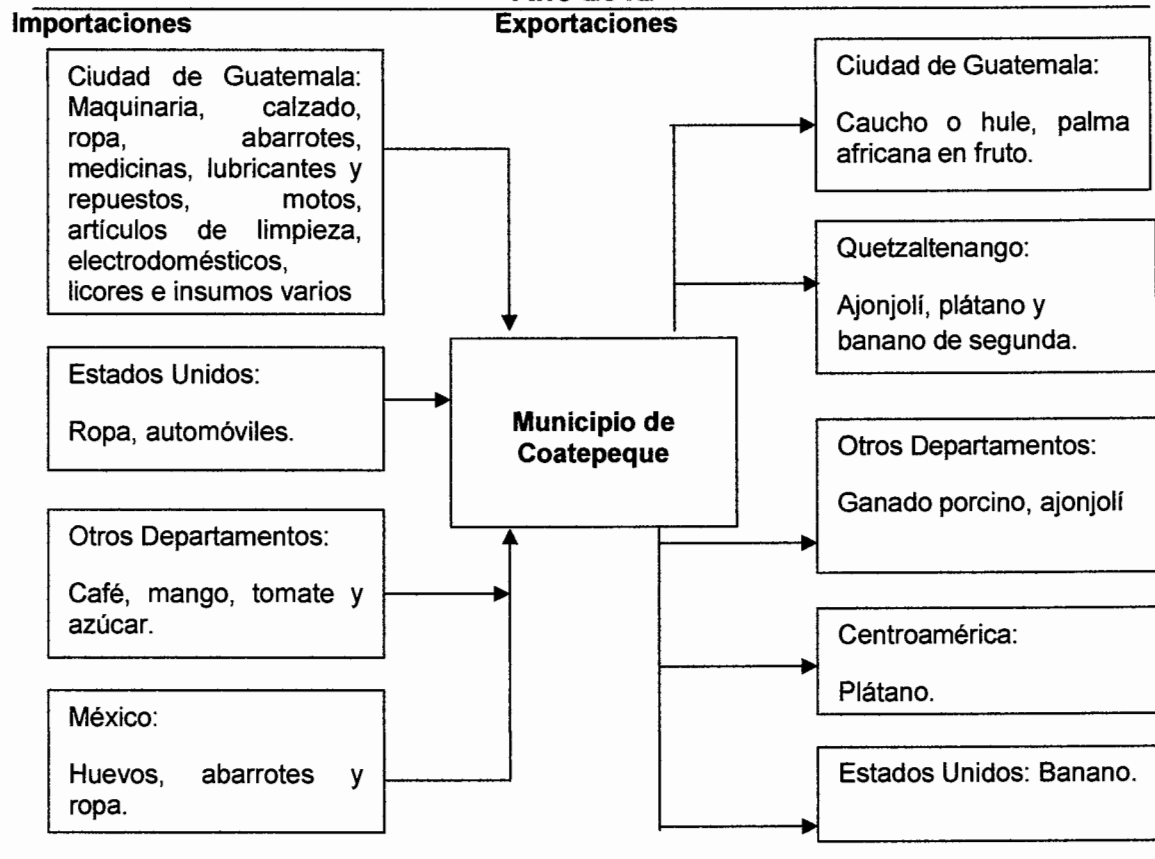 Importaciones
Exportaciones
Ciudad de Guatemala:
Maquinaria, calzado,
ropa, abarrotes,
medicinas, lubricantes y
repuestos, motos,
artículos de limpieza,
electrodomésticos,
licores e insumos varios
Estados Unidos:
Ropa, automóviles.
Otros Departamentos:
Café, mango, tomate y
azúcar.
México:
Huevos, abarrotes y
ropa.
Municipio de
Coatepeque
Ciudad de Guatemala:
Caucho o hule, palma
africana en fruto.
Quetzaltenango:
Ajonjolí, plátano y
banano de segunda.
Otros Departamentos:
Ganado porcino, ajonjolí
Centroamérica:
Plátano.
Estados Unidos: Banano.